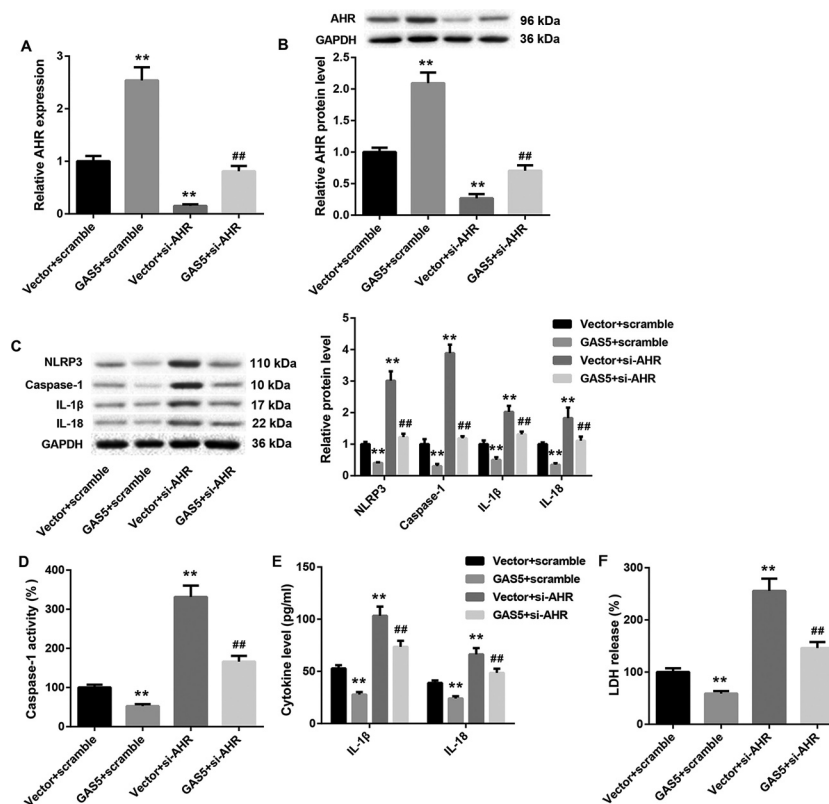 A
Relative AHR expression
3
2
1
0
**
**
##
Vector+scramble
GAS5+scramble
Vector+si-AHR
GAS5+si-AHR
B
AHR
96 kDa
GAPDH
36 kDa
Relative AHR protein level
2.5
2.0
1.5
1.0
0.5
0.0
**
**
##
Vector+scramble
GAS5+scramble
Vector+si-AHR
GAS5+si-AHR
C
NLRP3
110 kDa
Caspase-1
10 kDa
IL-1β
17 kDa
IL-18
22 kDa
GAPDH
36 kDa
Vector+scramble
GAS5+scramble
Vector+si-AHR
GAS5+si-AHR
Relative protein level
5
4
3
2
1
0
**
**
##
**
**
##
**
**
##
**
**
##
NLRP3
Caspase-1
IL-1β
IL-18
Vector+scramble
GAS5+scramble
Vector+si-AHR
GAS5+si-AHR
D
Caspase-1 activity (%)
400
300
200
100
0
**
**
##
Vector+scramble
GAS5+scramble
Vector+si-AHR
GAS5+si-AHR
E
Cytokine level (pg/ml)
150
100
50
0
**
**
##
**
**
##
IL-1β
IL-18
Vector+scramble
GAS5+scramble
Vector+si-AHR
GAS5+si-AHR
F
LDH release (%)
300
250
200
150
100
50
0
**
**
##
Vector+scramble
GAS5+scramble
Vector+si-AHR
GAS5+si-AHR